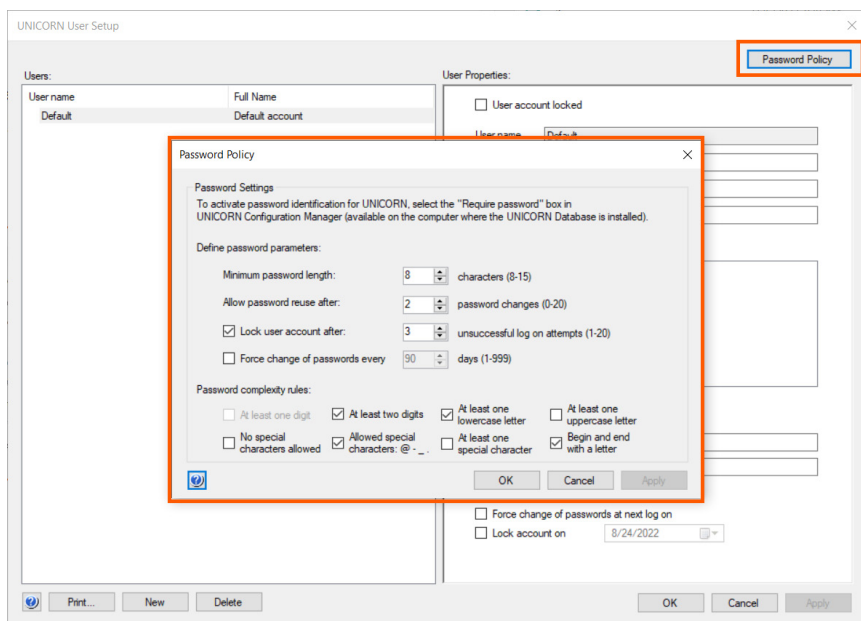 UNICORN User Setup
Password Policy
Users:
User Properties:
User name Full Name
Default Default account
User account locked
User name Default
Password Policy
Password Settings
To activate password identification for UNICORN, select the "Require password" box in
UNICORN Configuration Manager (available on the computer where the UNICORN Database is installed).
Define password parameters:
Minimum password length: 8 characters (8-15)
Allow password reuse after: 2 password changes (0-20)
Lock user account after: 3 unsuccessful log on attempts (1-20)
Force change of passwords every 90 days (1-999)
Password complexity rules:
At least one digit
At least two digits
At least one
lowercase letter
At least one
uppercase letter
No special
characters allowed
Allowed special
characters: @ - _ .
At least one
special character
Begin and end
with a letter
OK Cancel Apply
Force change of passwords at next log on
Lock account on 8/24/2022
Print... New Delete
OK Cancel Apply